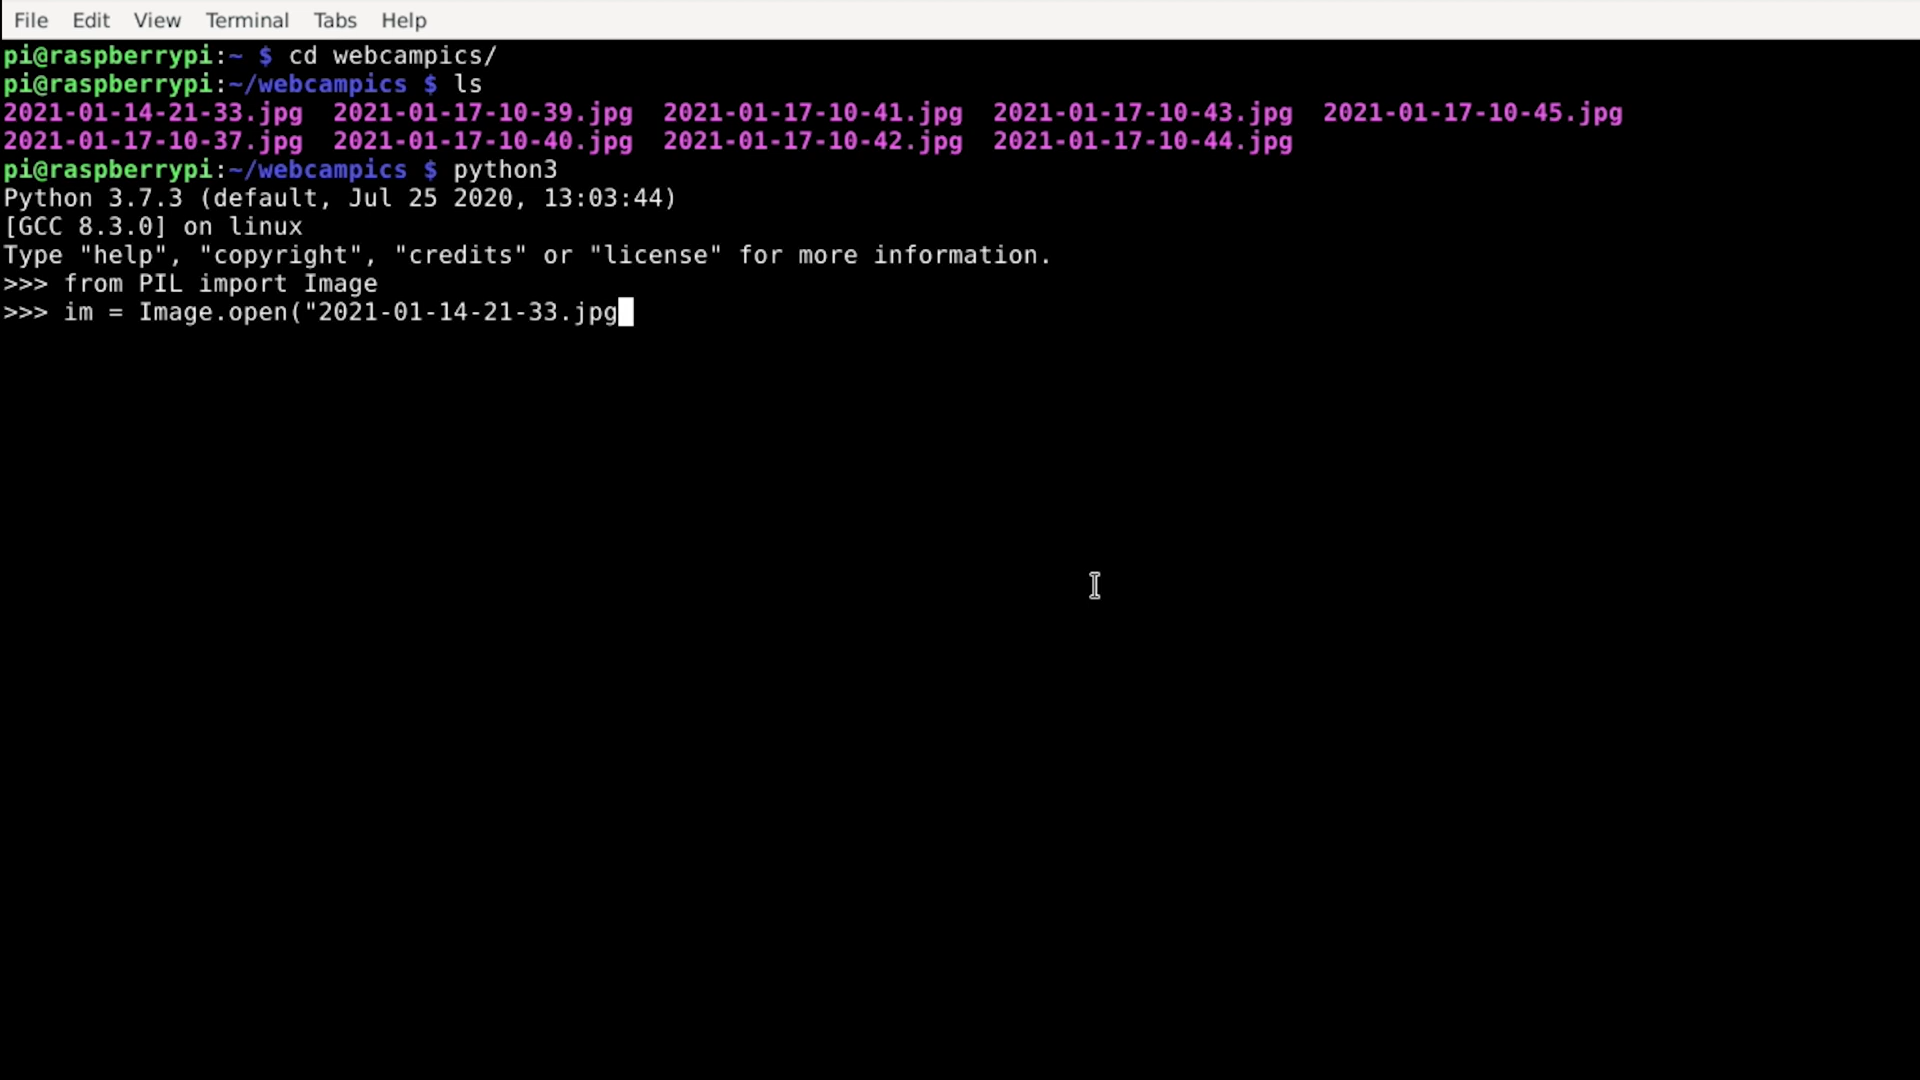 File Edit View Terminal Tabs Help
pi@raspberrypi:~ $ cd webcampics/
pi@raspberrypi:~/webcampics $ ls
2021-01-14-21-33.jpg  2021-01-17-10-39.jpg  2021-01-17-10-41.jpg  2021-01-17-10-43.jpg  2021-01-17-10-45.jpg
2021-01-17-10-37.jpg  2021-01-17-10-40.jpg  2021-01-17-10-42.jpg  2021-01-17-10-44.jpg
pi@raspberrypi:~/webcampics $ python3
Python 3.7.3 (default, Jul 25 2020, 13:03:44)
[GCC 8.3.0] on linux
Type "help", "copyright", "credits" or "license" for more information.
>>> from PIL import Image
>>> im = Image.open("2021-01-14-21-33.jpg